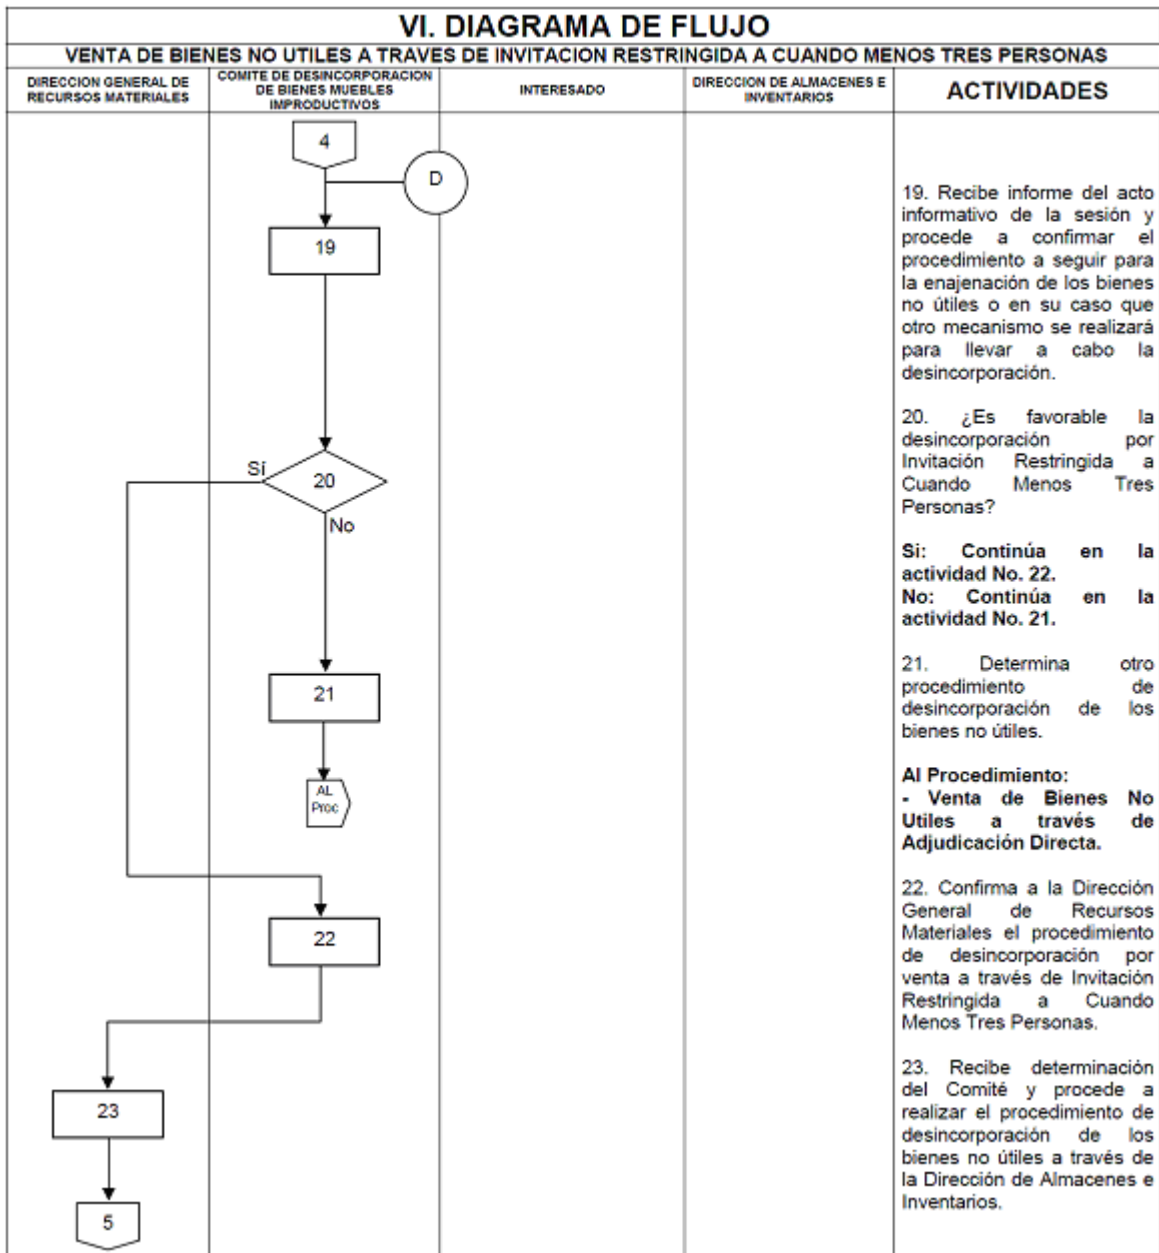 VI. DIAGRAMA DE FLUJO
VENTA DE BIENES NO UTILES A TRAVES DE INVITACION RESTRINGIDA A CUANDO MENOS TRES PERSONAS
DIRECCION GENERAL DE
RECURSOS MATERIALES
COMITE DE DESINCORPORACION
DE BIENES MUEBLES
IMPRODUCTIVOS
INTERESADO
DIRECCION DE ALMACENES E
INVENTARIOS
ACTIVIDADES
4
D
19
Sí
20
No
21
AL
Proc
22
23
5
19. Recibe informe del acto
informativo de la sesión y
procede a confirmar el
procedimiento a seguir para
la enajenación de los bienes
no útiles o en su caso que
otro mecanismo se realizará
para llevar a cabo la
desincorporación.
20. ¿Es favorable la
desincorporación por
Invitación Restringida a
Cuando Menos Tres
Personas?
Si: Continúa en la
actividad No. 22.
No: Continúa en la
actividad No. 21.
21. Determina otro
procedimiento de
desincorporación de los
bienes no útiles.
Al Procedimiento:
- Venta de Bienes No
Utiles a través de
Adjudicación Directa.
22. Confirma a la Dirección
General de Recursos
Materiales el procedimiento
de desincorporación por
venta a través de Invitación
Restringida a Cuando
Menos Tres Personas.
23. Recibe determinación
del Comité y procede a
realizar el procedimiento de
desincorporación de los
bienes no útiles a través de
la Dirección de Almacenes e
Inventarios.